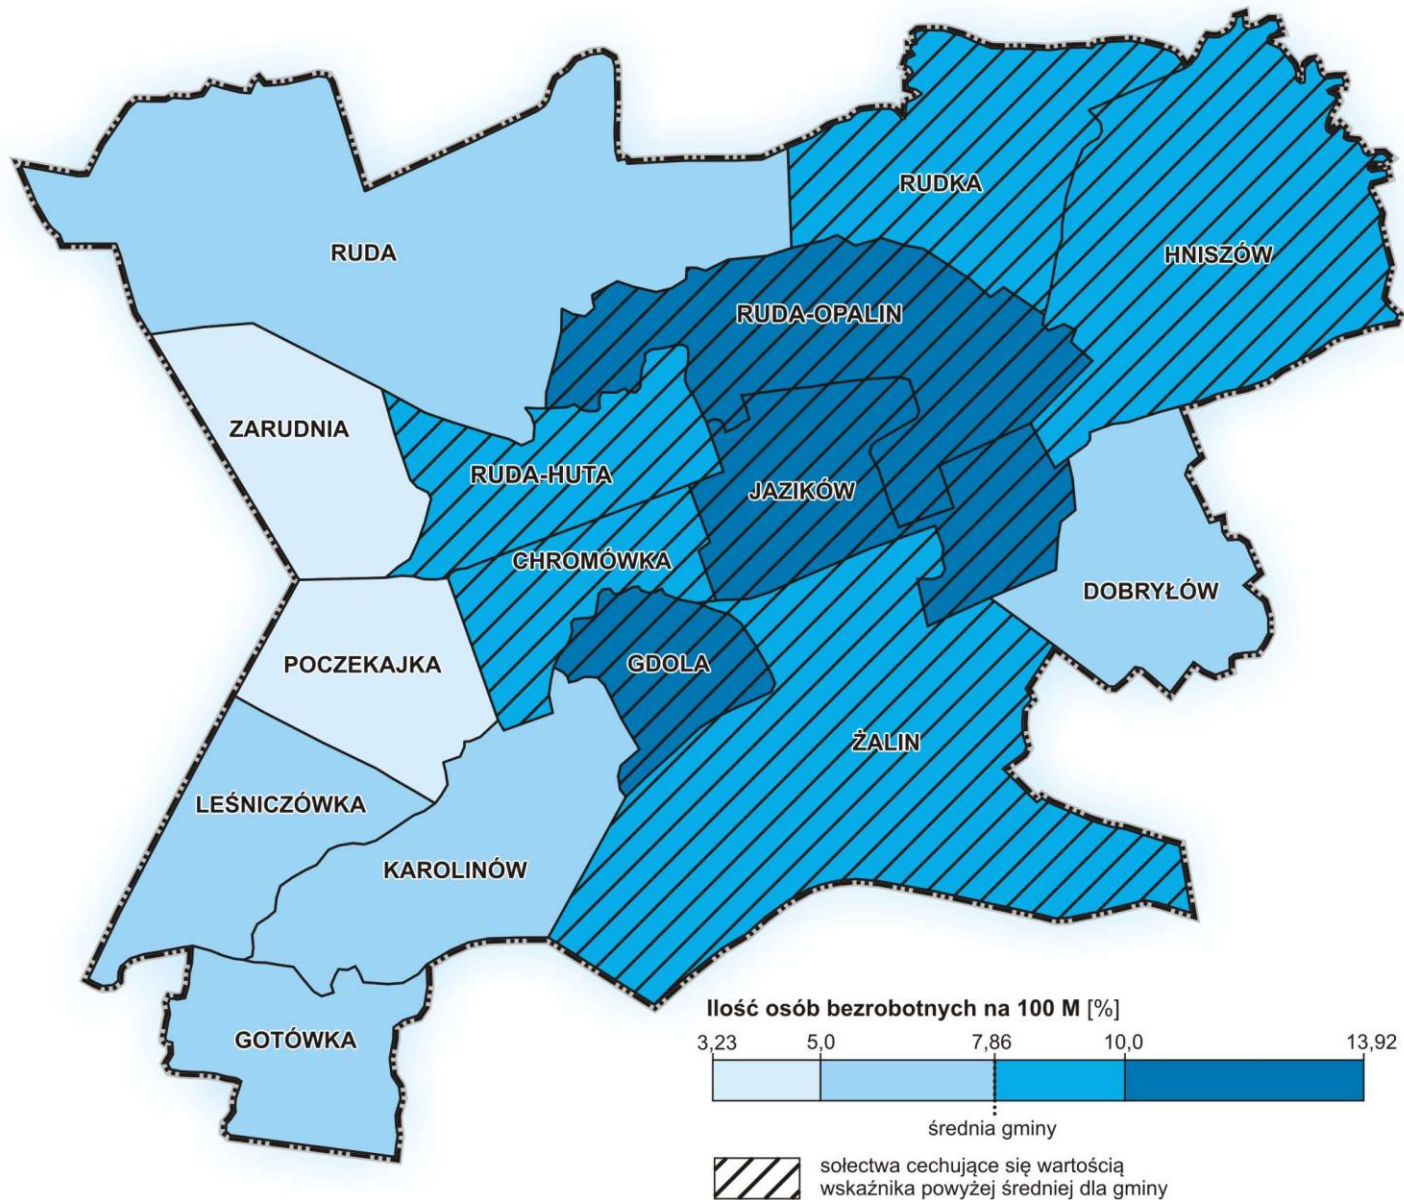 RUDKA
RUDA
HNISZÓW
RUDA-OPALIN
ZARUDNIA
RUDA-HUTA
JAZIKÓW
CHROMÓWKA
DOBRYŁÓW
POCZEKAJKA
GDOLA
ŻALIN
LEŚNICZÓWKA
KAROLINÓW
GOTÓWKA
Ilość osób bezrobotnych na 100 M [%]
3,23 5,0 7,86 10,0 13,92
średnia gminy
sołectwa cechujące się wartością
wskaźnika powyżej średniej dla gminy